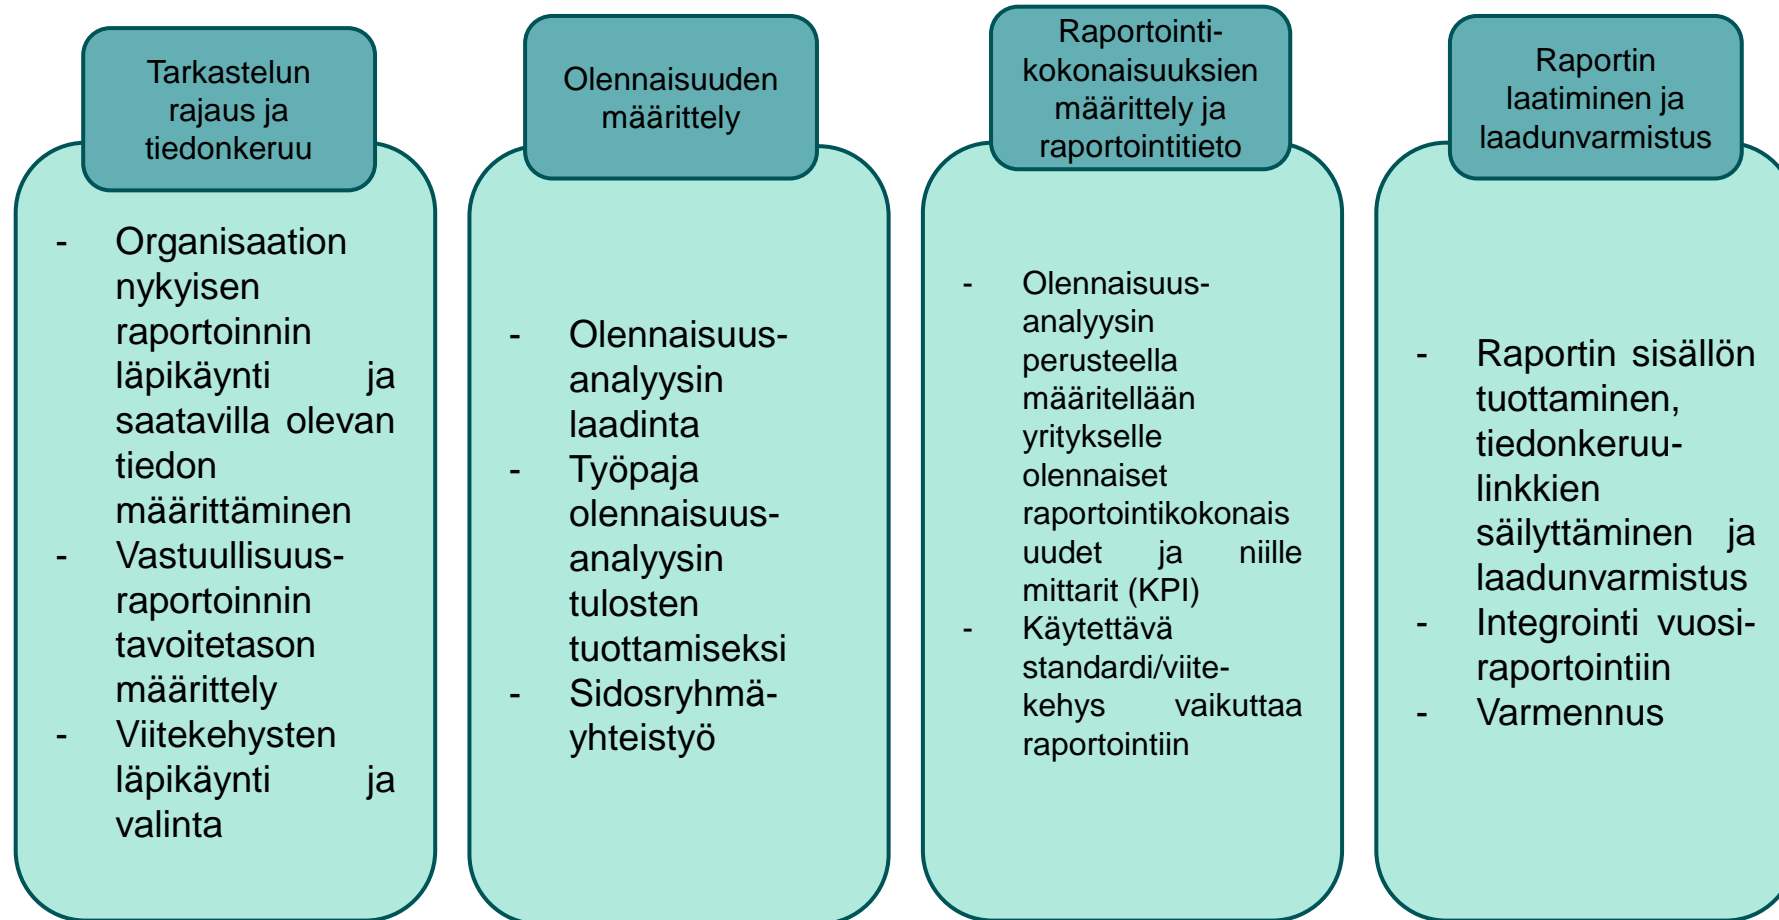 Tarkastelun
rajaus ja
tiedonkeruu
- Organisaation
nykyisen
raportoinnin
läpikäynti ja
saatavilla olevan
tiedon
määrittäminen
- Vastuullisuus-
raportoinnin
tavoitetason
määrittely
- Viitekehysten
läpikäynti ja
valinta
Olennaisuuden
määrittely
- Olennaisuus-
analyysin
laadinta
- Työpaja
olennaisuus-
analyysin
tulosten
tuottamiseksi
- Sidosryhmä-
yhteistyö
Raportointi-
kokonaisuuksien
määrittely ja
raportointitieto
- Olennaisuus-
analyysin
perusteella
määritellään
yritykselle
olennaiset
raportointikokonais
uudet ja niille
mittarit (KPI)
- Käytettävä
standardi/viite-
kehys vaikuttaa
raportointiin
Raportin
laatiminen ja
laadunvarmistus
- Raportin sisällön
tuottaminen,
tiedonkeruu-
linkkien
säilyttäminen ja
laadunvarmistus
- Integrointi vuosi-
raportointiin
- Varmennus